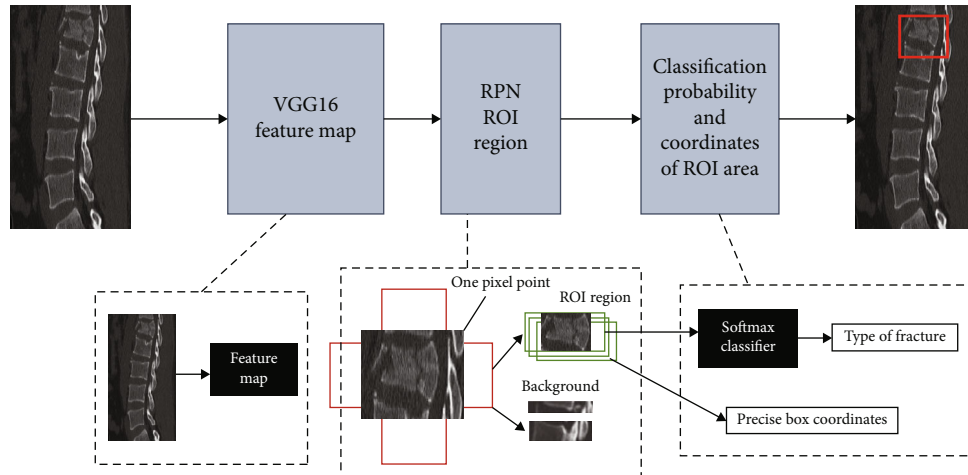 VGG16
feature map
RPN
ROI
region
Classification
probability
and
coordinates
of ROI area
One pixel point
ROI region
Feature
map
Background
Softmax
classifier
Type of fracture
Precise box coordinates